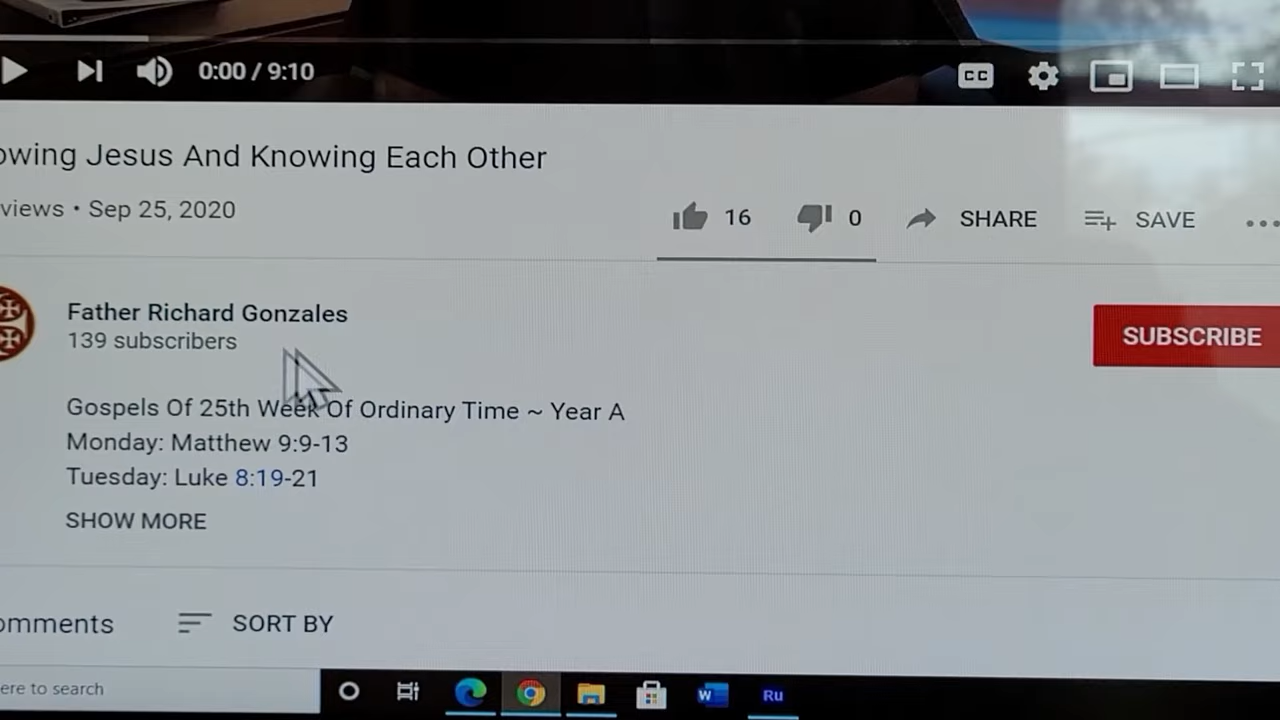 0:00 / 9:10
CC
owing Jesus And Knowing Each Other
views • Sep 25, 2020
16
0
SHARE
SAVE
Father Richard Gonzales
139 subscribers
SUBSCRIBE
Gospels Of 25th Week Of Ordinary Time ~ Year A
Monday: Matthew 9:9-13
Tuesday: Luke 8:19-21
SHOW MORE
omments
SORT BY
ere to search
W
Ru